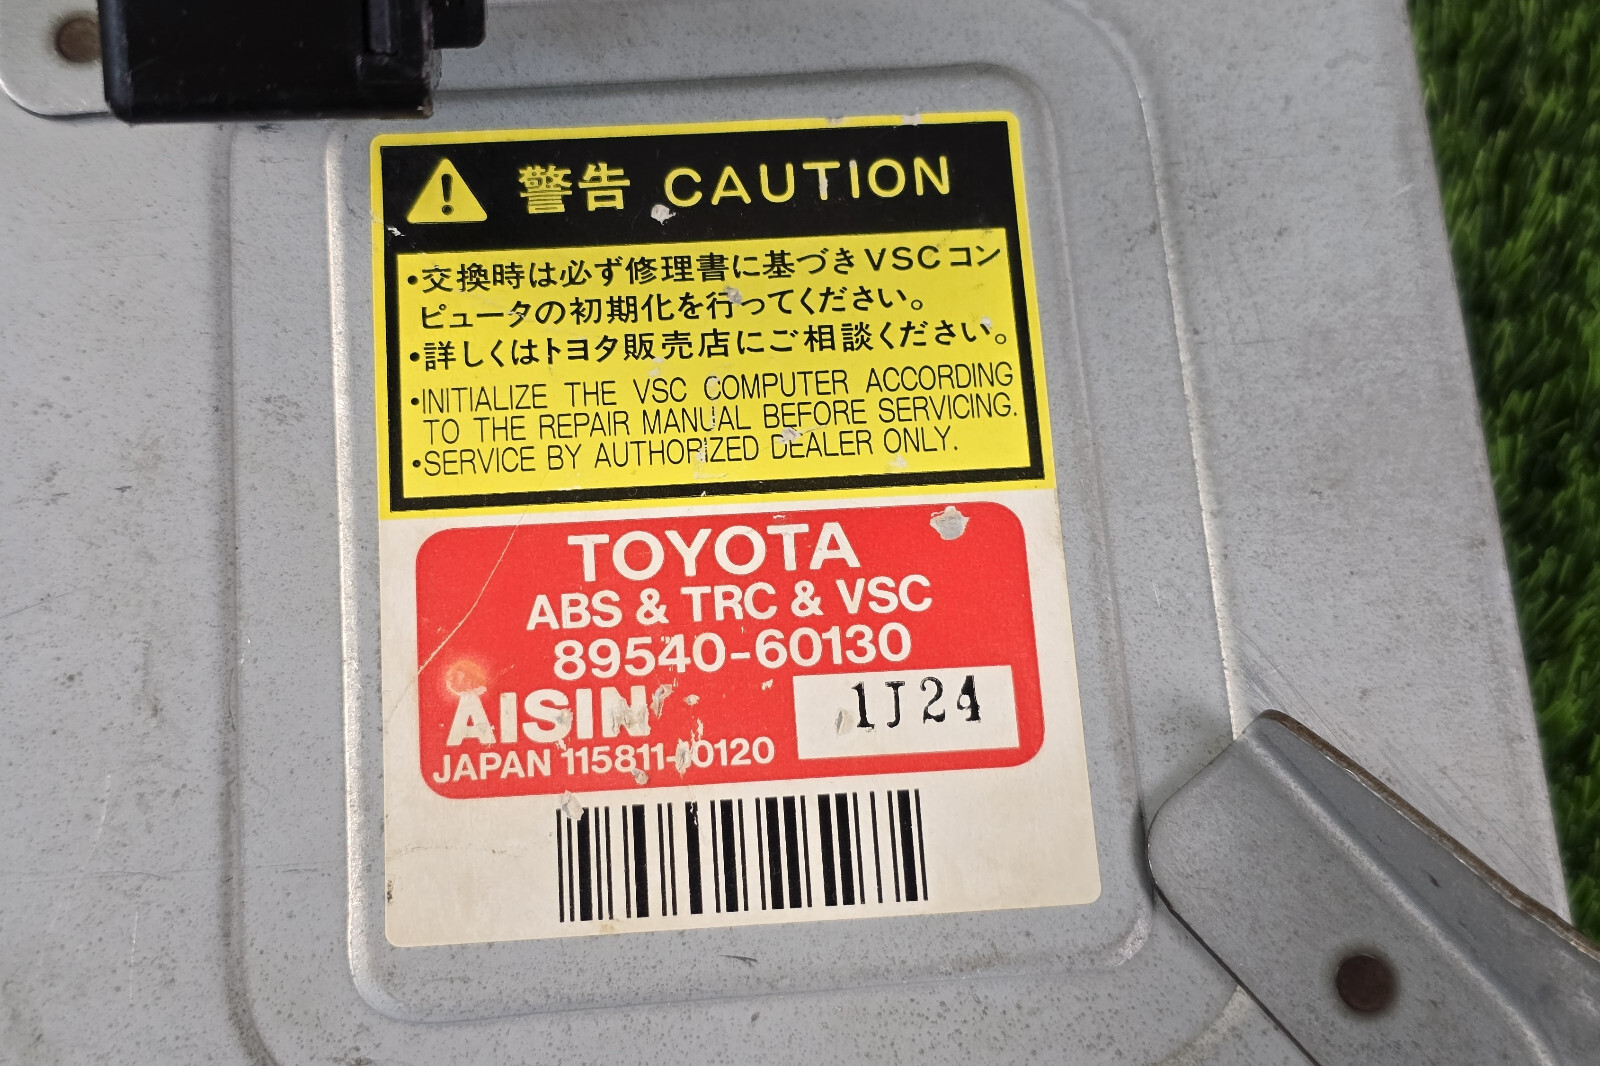 警告 CAUTION
・交換時は必ず修理書に基づきVSCコン
ピュータの初期化を行ってください。
・詳しくはトヨタ販売店にご相談ください。
・INITIALIZE THE VSC COMPUTER ACCORDING
TO THE REPAIR MANUAL BEFORE SERVICING.
・SERVICE BY AUTHORIZED DEALER ONLY.
TOYOTA
ABS & TRC & VSC
89540-60130
AISIN
1J24
JAPAN 115811-10120